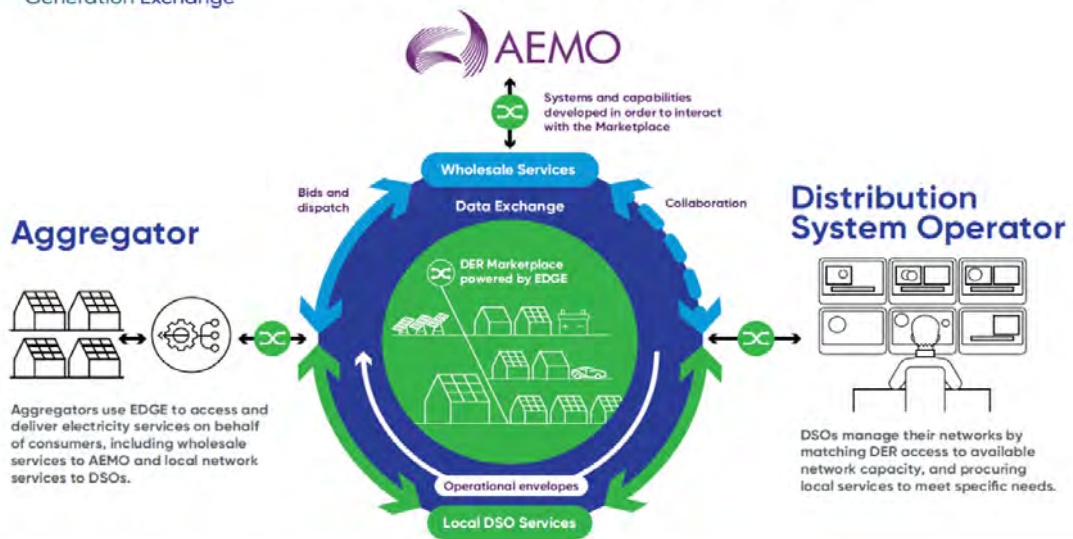 Generation Exchange
AEMO
Systems and capabilities
developed in order to interact
with the Marketplace
Wholesale Services
Bids and
dispatch
Data Exchange
Collaboration
Aggregator
Distribution
System Operator
DER Marketplace
powered by EDGE
Aggregators use EDGE to access and
deliver electricity services on behalf
of consumers, including wholesale
services to AEMO and local network
services to DSOs.
DSOs manage their networks by
matching DER access to available
network capacity, and procuring
local services to meet specific needs.
Operational envelopes
Local DSO Services